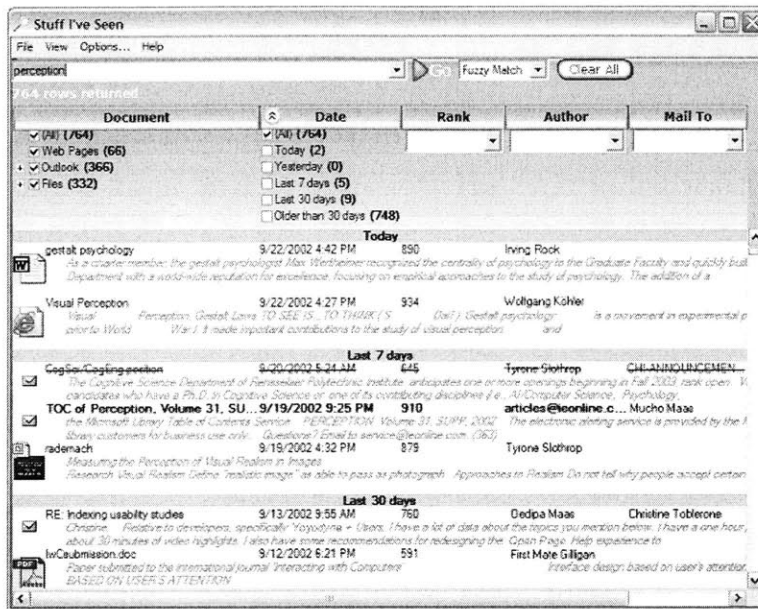 Stuff I've Seen
File View Options... Help
perception Go Fuzzy Match Clear All
764 rows returned
Document Date Rank Author Mail To
(All) (764) (All) (764)
Web Pages (66) Today (2)
Outlook (366) Yesterday (0)
Files (332) Last 7 days (5)
Last 30 days (9)
Older than 30 days (748)
Today
gestalt psychology 9/22/2002 4:42 PM 890 Irving Rock
As a charter member, the gestalt psychologist Max Wertheimer recognized the centrality of psychology to the Graduate Faculty and quickly buil
Department with a world-wide reputation for excellence, focusing on empirical approaches to the study of psychology. The addition of a
Visual Perception 9/22/2002 4:27 PM 934 Wolfgang Kohler
Visual Perception, Gestalt Laws TO SEE IS... TO THINK ( S Dali ) Gestalt psychology is a movement in experimental p
prior to World War I. It made important contributions to the study of visual perception and
Last 7 days
CogSci/CogEng position 9/20/2002 5:24 AM 645 Tyrone Slothrop CHI-ANNOUNCEMEN...
The Cognitive Science Department of Rensselaer Polytechnic Institute anticipates one or more openings beginning in Fall 2003, rank open.
candidates who have a Ph.D. in Cognitive Science or one of its contributing disciplines (i.e., AI/Computer Science, Psychology,
TOC of Perception, Volume 31, SU... 9/19/2002 9:25 PM 910 articles@ieonline.c... Mucho Maas
the Microsoft Library Table of Contents Service PERCEPTION Volume 31, SUPP, 2002 The electronic alerting service is provided by the M
library customers for business use only. Questions? Email to service@ieonline.com (363)
rademach 9/19/2002 4:32 PM 879 Tyrone Slothrop
Measuring the Perception of Visual Realism in Images
Research Visual Realism Define "realistic image" as able to pass as photograph Approaches to Realism Do not tell why people accept certain
Last 30 days
RE: Indexing usability studies 9/13/2002 9:55 AM 760 Oedipa Maas Christine Toblerone
Christine, Relative to developers, specifically Yoyodyne + Users, I have a lot of data about the topics you mention below. I have a one hour,
about 30 minutes of video highlights. I also have some recommendations for redesigning the Open Page. Help experience to
IwCsubmission.doc 9/12/2002 6:21 PM 591 First Mate Gilligan
Paper submitted to the international journal 'Interacting with Computers' Interface design based on user's attention
BASED ON USER'S ATTENTION
PDF